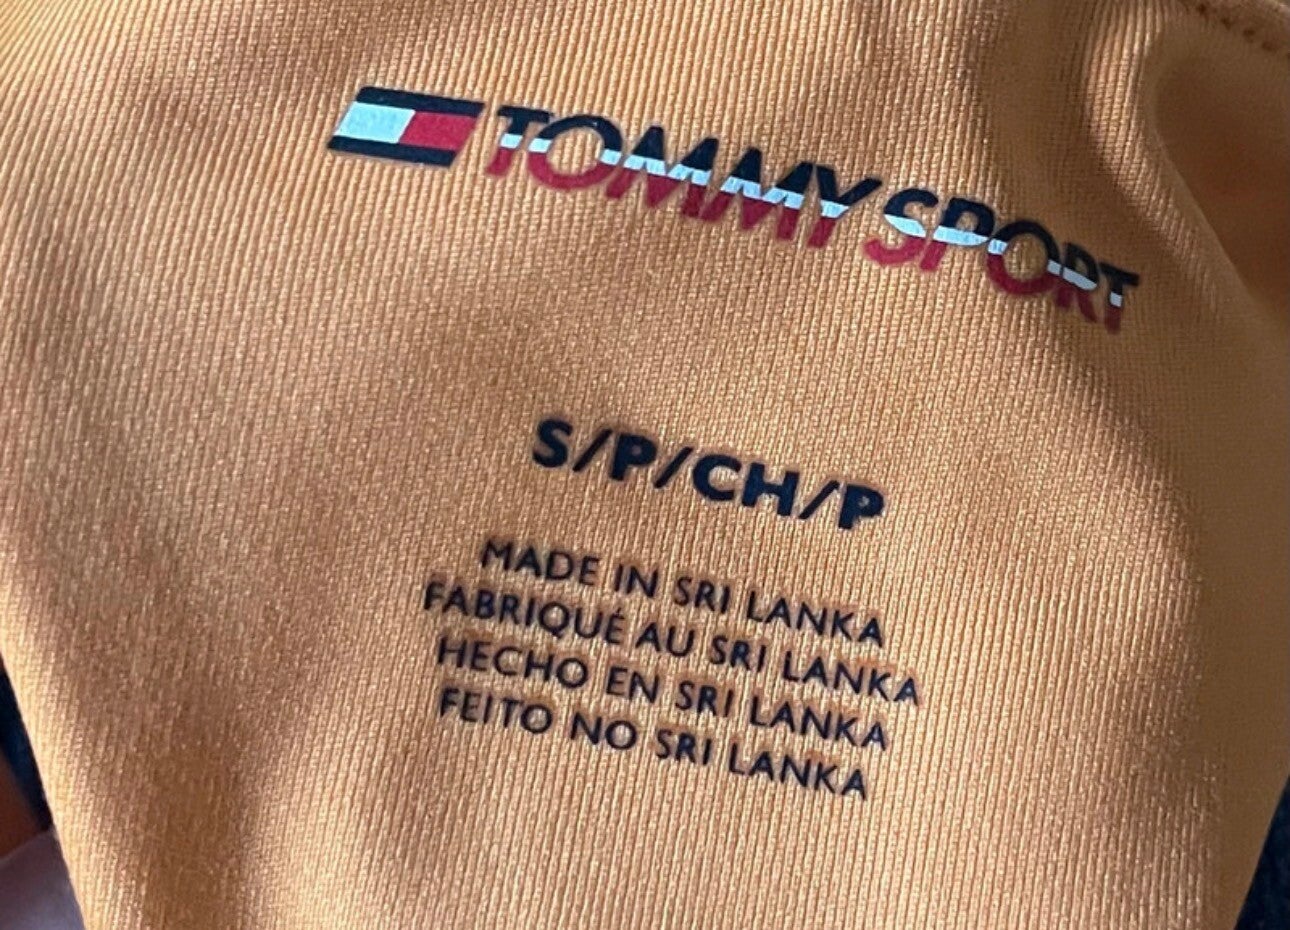 TOMMY SPORT
S/P/CH/P
MADE IN SRI LANKA
FABRIQUÉ AU SRI LANKA
HECHO EN SRI LANKA
FEITO NO SRI LANKA